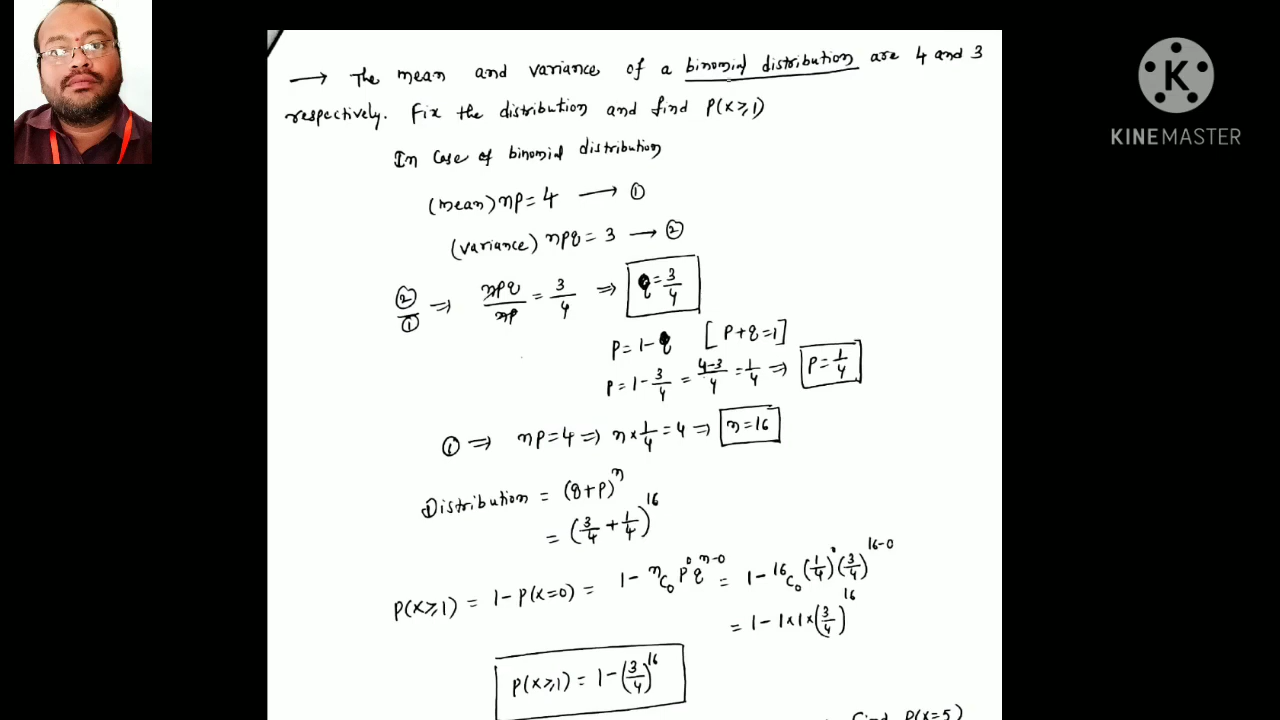 → The mean and variance of a binomial distribution are 4 and 3
respectively. Fix the distribution and find P(X≥1)
In Case of binomial distribution
(mean) np = 4 → ①
(variance) npq = 3 → ②
②/① ⇒ npq/np = 3/4 ⇒ q = 3/4
P = 1 - q [P+q=1]
P = 1 - 3/4 = 4-3/4 = 1/4 ⇒ P = 1/4
① ⇒ np = 4 ⇒ n × 1/4 = 4 ⇒ n = 16
Distribution = (q+p)^n
= (3/4 + 1/4)^16
P(X≥1) = 1 - P(X=0) = 1 - nC0 p^0 q^n-0 = 1 - 16C0 (1/4)^0 (3/4)^16-0
= 1 - 1×1×(3/4)^16
P(X≥1) = 1 - (3/4)^16
Find P(X=5)
KINEMASTER